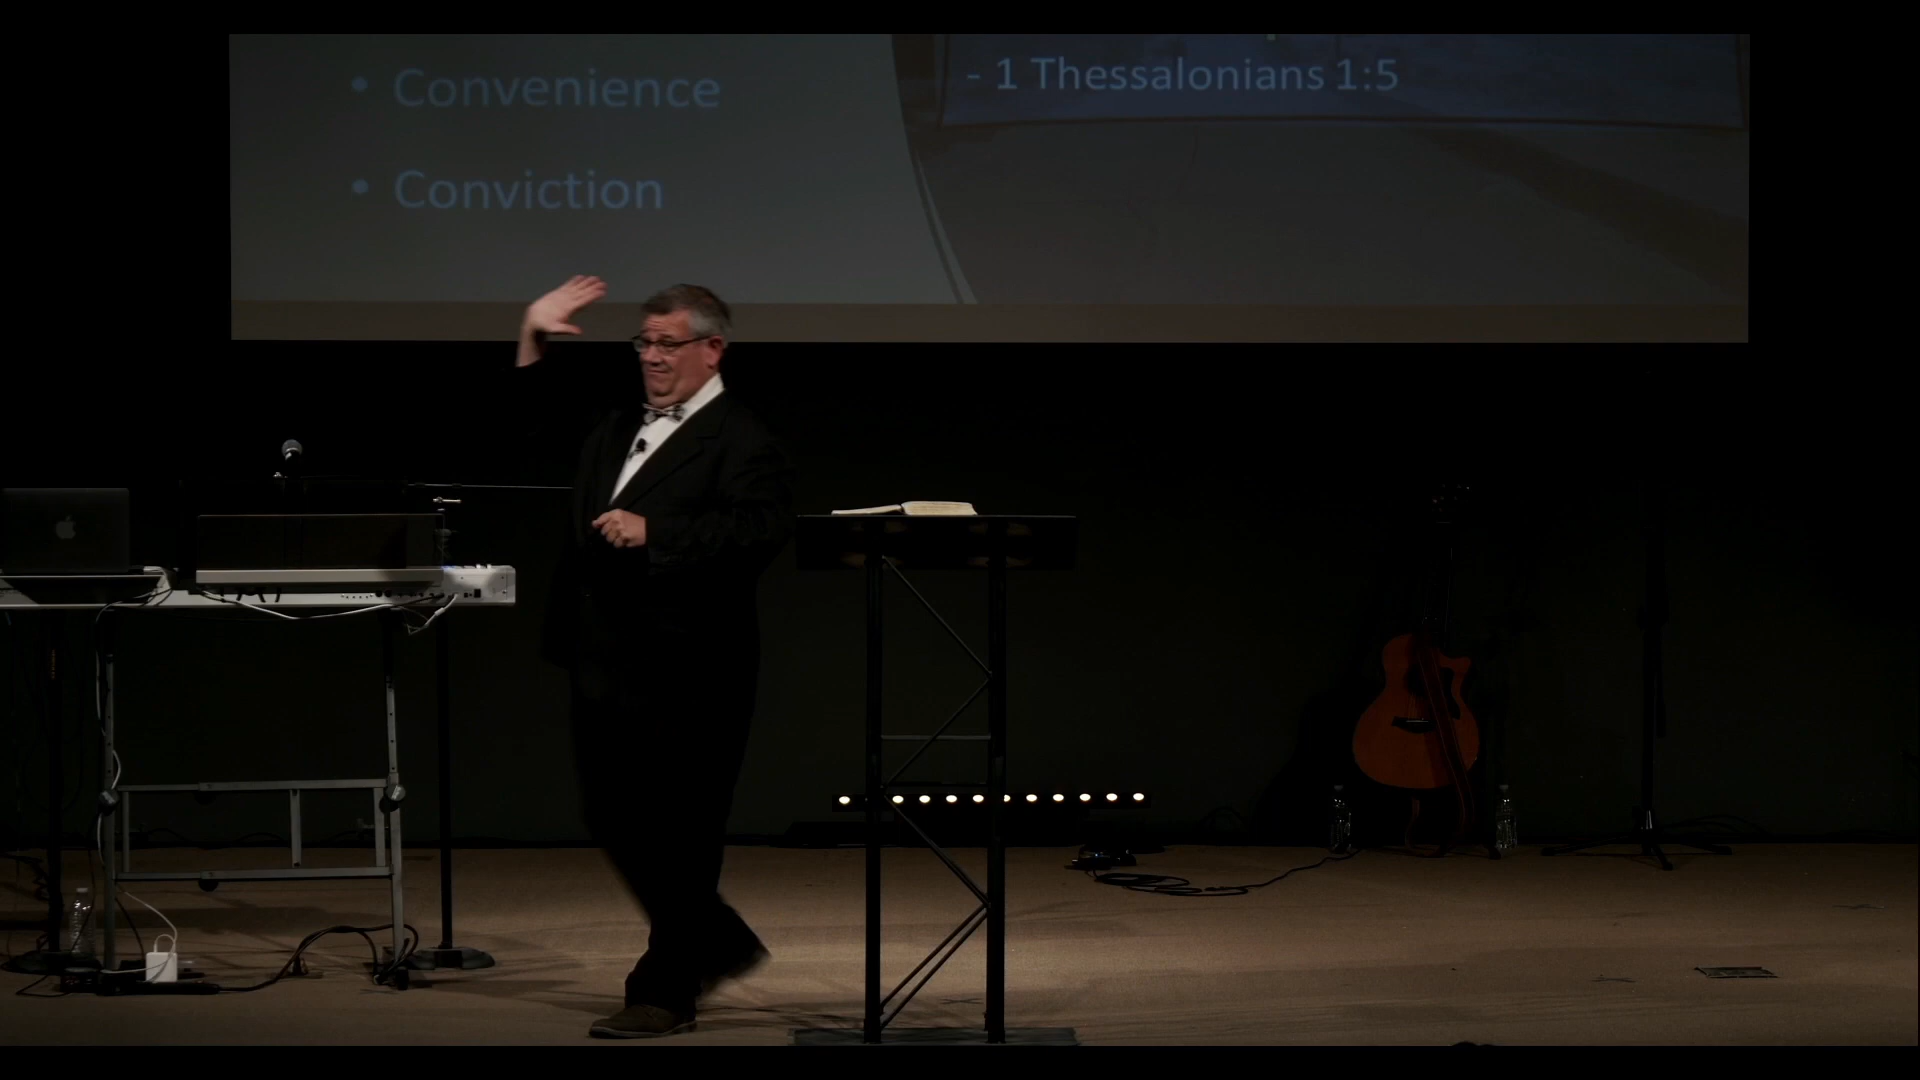 • Convenience
• Conviction
- 1 Thessalonians 1:5